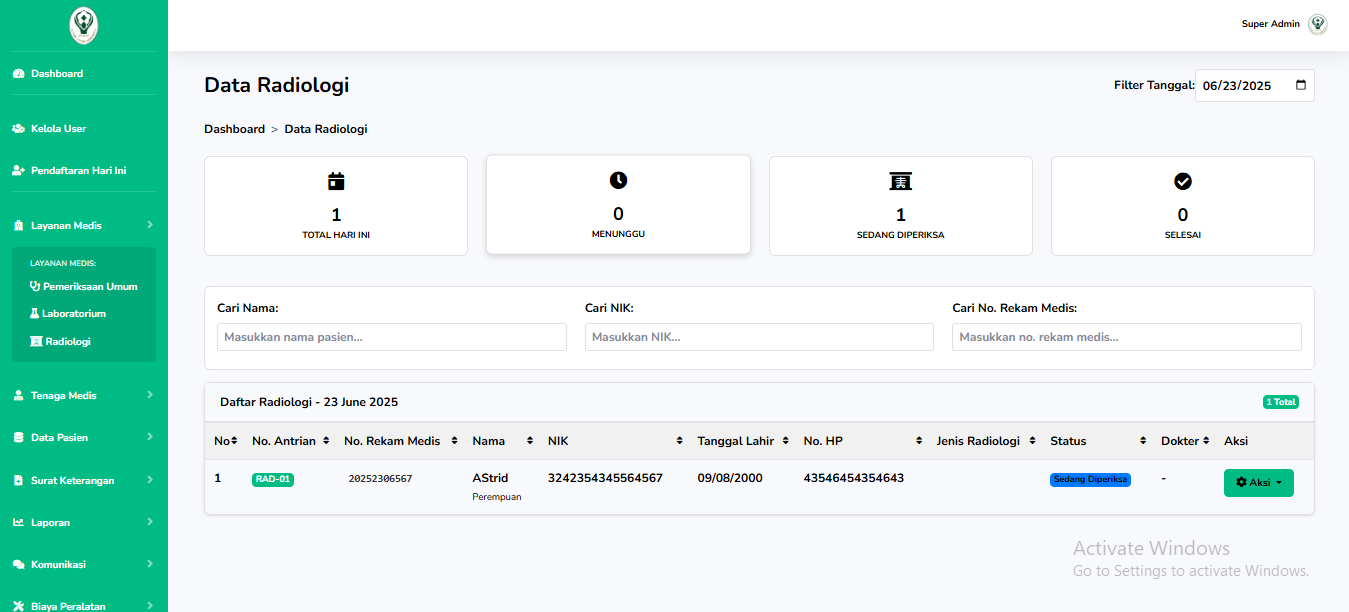 Super Admin
Dashboard
Kelola User
Pendaftaran Hari Ini
Layanan Medis
LAYANAN MEDIS:
Pemeriksaan Umum
Laboratorium
Radiologi
Tenaga Medis
Data Pasien
Surat Keterangan
Laporan
Komunikasi
Biaya Peralatan
Data Radiologi
Filter Tanggal: 06/23/2025
Dashboard > Data Radiologi
1
TOTAL HARI INI
0
MENUNGGU
1
SEDANG DIPERIKSA
0
SELESAI
Cari Nama:
Masukkan nama pasien...
Cari NIK:
Masukkan NIK...
Cari No. Rekam Medis:
Masukkan no. rekam medis...
Daftar Radiologi - 23 June 2025
1 Total
No No. Antrian No. Rekam Medis Nama NIK Tanggal Lahir No. HP Jenis Radiologi Status Dokter Aksi
1 RAD-01 20252306567 AStrid 3242354345564567 09/08/2000 43546454354643 Sedang Diperiksa - Aksi
Perempuan
Activate Windows
Go to Settings to activate Windows.